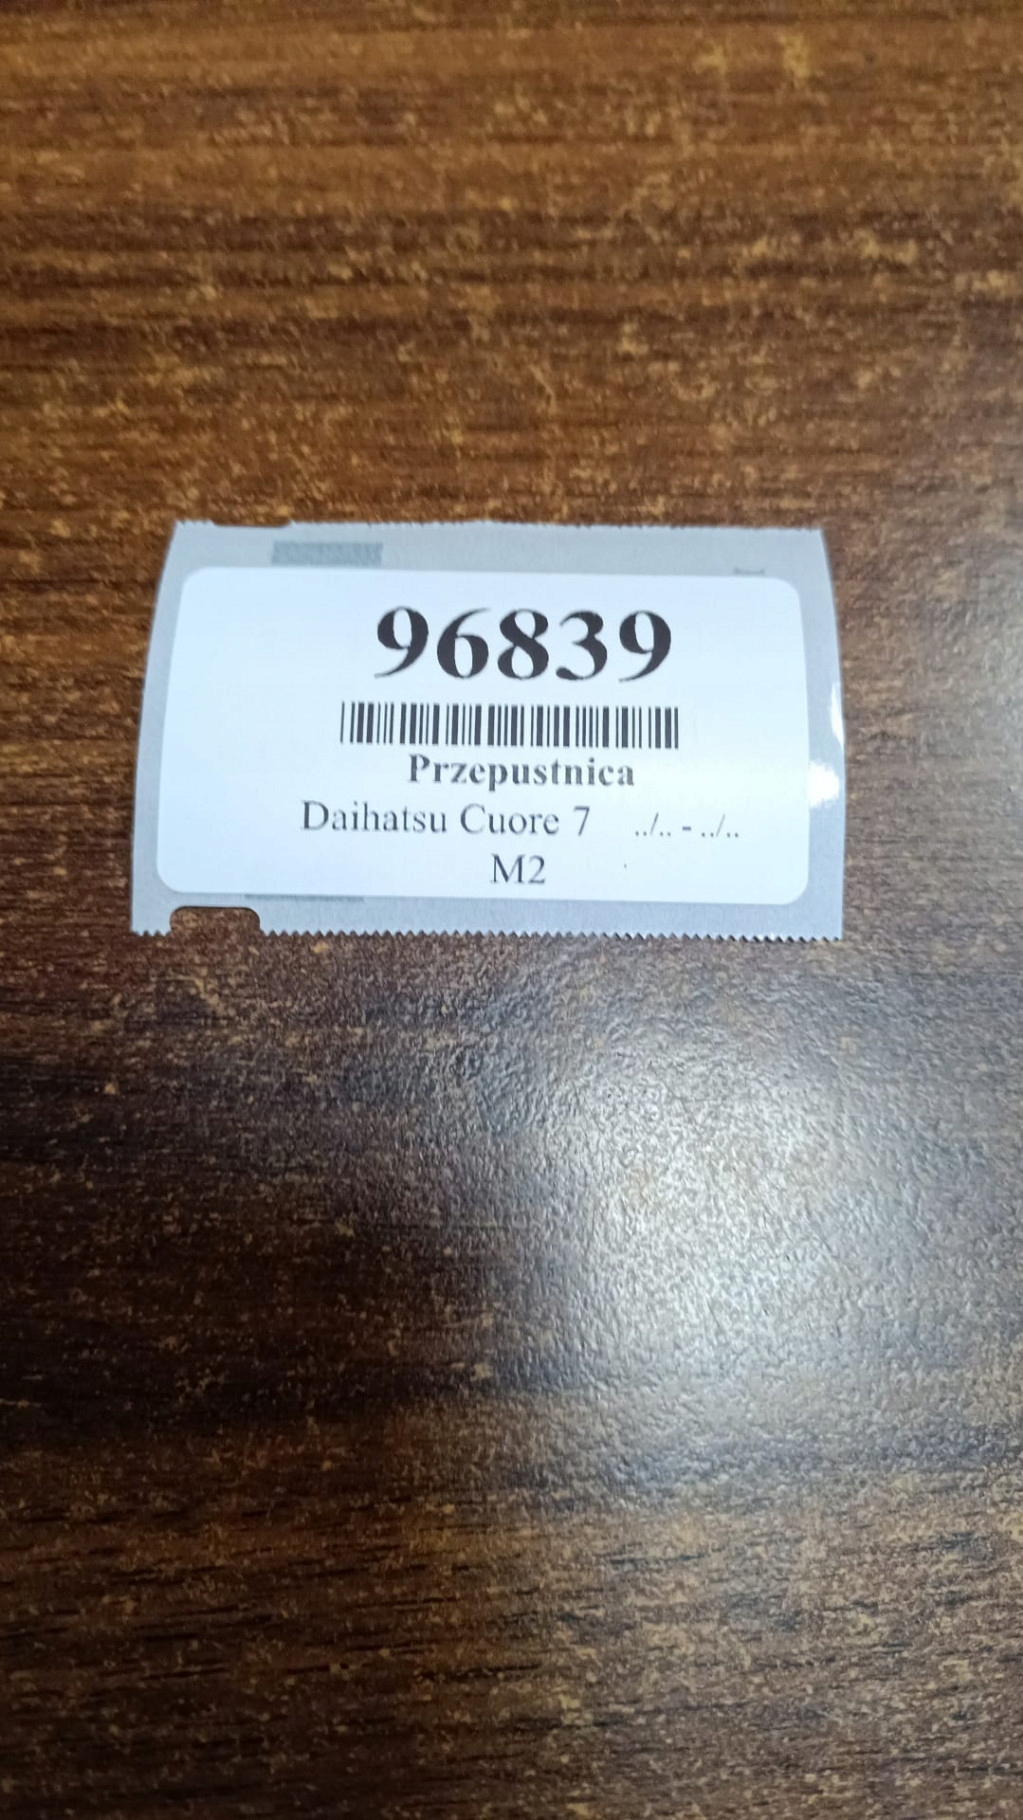 96839
Przepustnica
Daihatsu Cuore 7 ../.. - ../..
M2